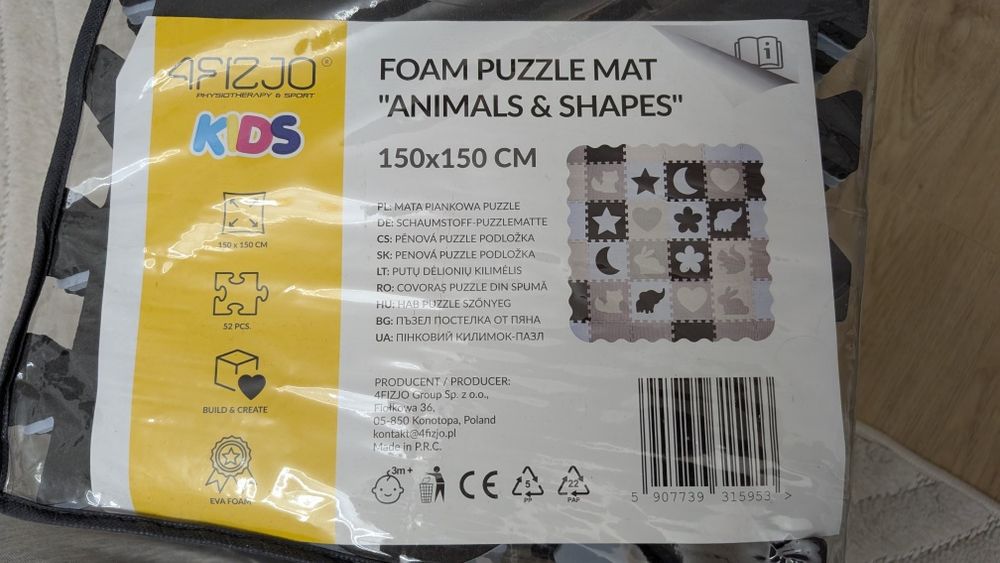 4FIZJO®
PHYSIOTHERAPY & SPORT
KIDS
150 x 150 CM
52 PCS.
BUILD & CREATE
EVA FOAM
FOAM PUZZLE MAT
"ANIMALS & SHAPES"
150x150 CM
PL: MATA PIANKOWA PUZZLE
DE: SCHAUMSTOFF-PUZZLEMATTE
CS: PĚNOVÁ PUZZLE PODLOŽKA
SK: PENOVÁ PUZZLE PODLOŽKA
LT: PUTŲ DĖLIONIŲ KILIMĖLIS
RO: COVORAȘ PUZZLE DIN SPUMĂ
HU: HAB PUZZLE SZŐNYEG
BG: ПЪЗЕЛ ПОСТЕЛКА ОТ ПЯНА
UA: ПІНКОВИЙ КИЛИМОК-ПАЗЛ
PRODUCENT / PRODUCER:
4FIZJO Group Sp. z o.o.,
Fiołkowa 36,
05-850 Konotopa, Poland
kontakt@4fizjo.pl
Made in P.R.C.
3m+
CE
5
PP
22
PAP
5 907739 315953 >